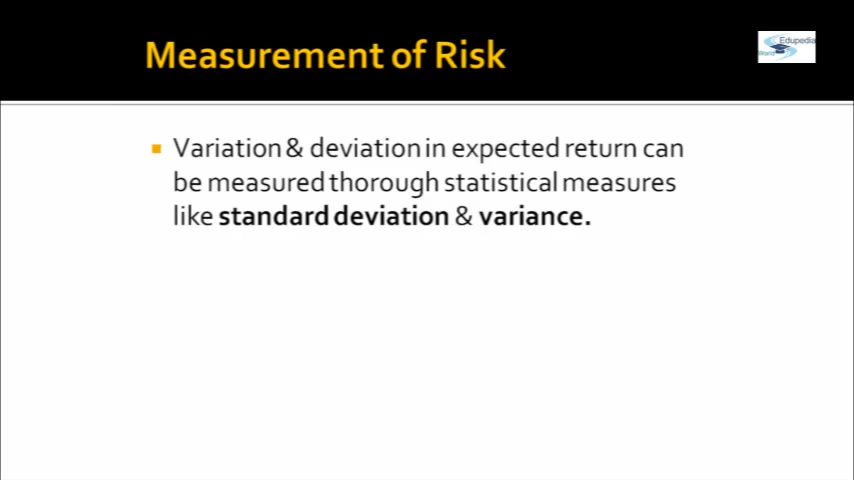 Measurement of Risk
Edupedia
World
Variation & deviation in expected return can
be measured thorough statistical measures
like standard deviation & variance.